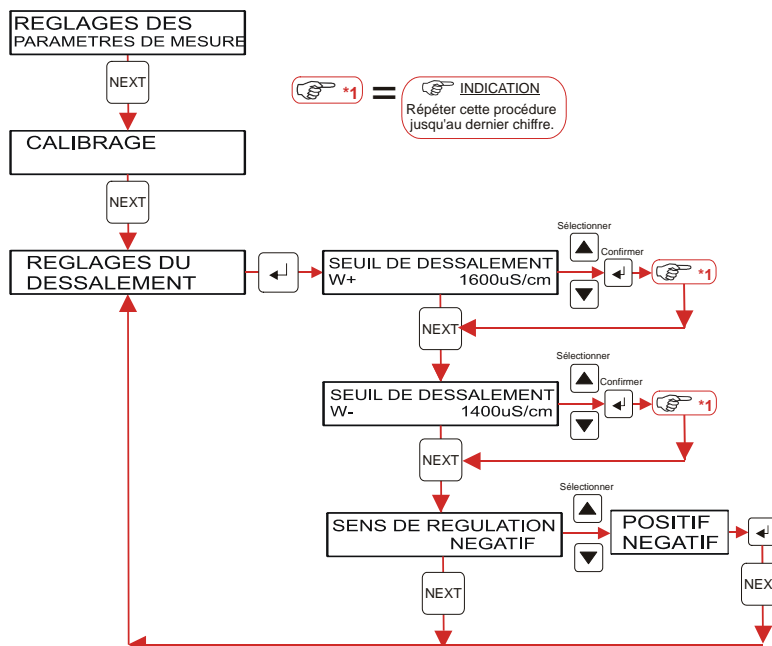 REGLAGES DES
PARAMETRES DE MESURE
NEXT
*1
=
INDICATION
Répéter cette procédure
jusqu'au dernier chiffre.
CALIBRAGE
NEXT
REGLAGES DU
DESSALEMENT
SEUIL DE DESSALEMENT
W+ 1600uS/cm
Sélectionner
Confirmer
*1
NEXT
SEUIL DE DESSALEMENT
W- 1400uS/cm
Sélectionner
Confirmer
*1
NEXT
SENS DE REGULATION
NEGATIF
Sélectionner
POSITIF
NEGATIF
NEXT
NEX